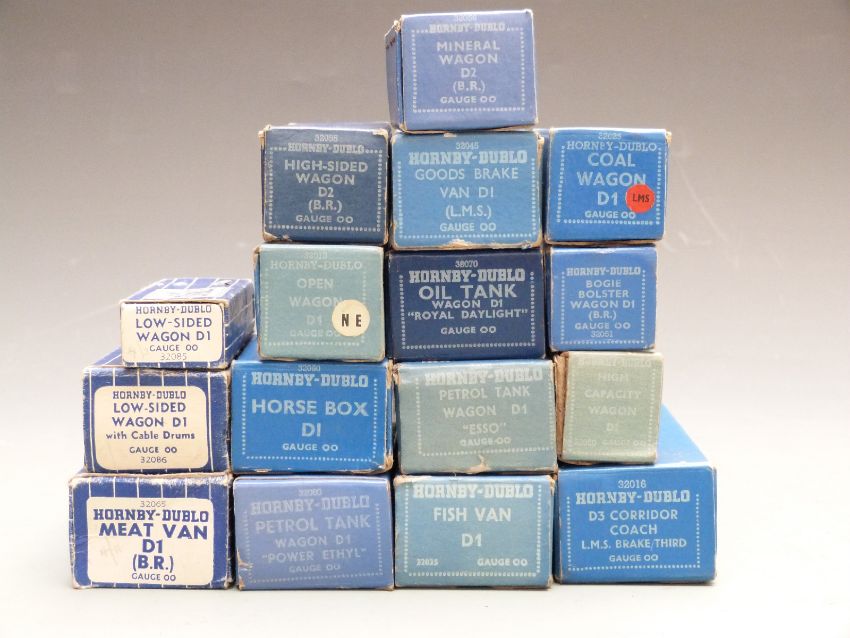 HORNBY-DUBLO
MINERAL
WAGON
D2
(B.R.)
GAUGE OO
HORNBY-DUBLO
HIGH-SIDED
WAGON
D2
(B.R.)
GAUGE OO
32045
HORNBY-DUBLO
GOODS BRAKE
VAN D1
(L.M.S.)
GAUGE OO
32025
HORNBY-DUBLO
COAL
WAGON
D1
LMS
GAUGE OO
HORNBY-DUBLO
LOW-SIDED
WAGON D1
GAUGE OO
32085
HORNBY-DUBLO
OPEN
WAGON
D1
GAUGE
N E
HORNBY-DUBLO
OIL TANK
WAGON D1
"ROYAL DAYLIGHT"
GAUGE OO
HORNBY-DUBLO
BOGIE
BOLSTER
WAGON D1
(B.R.)
GAUGE OO
32051
HORNBY-DUBLO
LOW-SIDED
WAGON D1
with Cable Drums
GAUGE OO
32086
HORNBY-DUBLO
HORSE BOX
D1
GAUGE OO
HORNBY-DUBLO
PETROL TANK
WAGON D1
"ESSO"
GAUGE OO
HIGH
CAPACITY
WAGON
GAUGE OO
32065
HORNBY-DUBLO
MEAT VAN
D1
(B.R.)
GAUGE OO
HORNBY-DUBLO
PETROL TANK
WAGON D1
"POWER ETHYL"
GAUGE OO
HORNBY-DUBLO
FISH VAN
D1
32035 GAUGE OO
32016
HORNBY-DUBLO
D3 CORRIDOR
COACH
L.M.S. BRAKE/THIRD
GAUGE OO